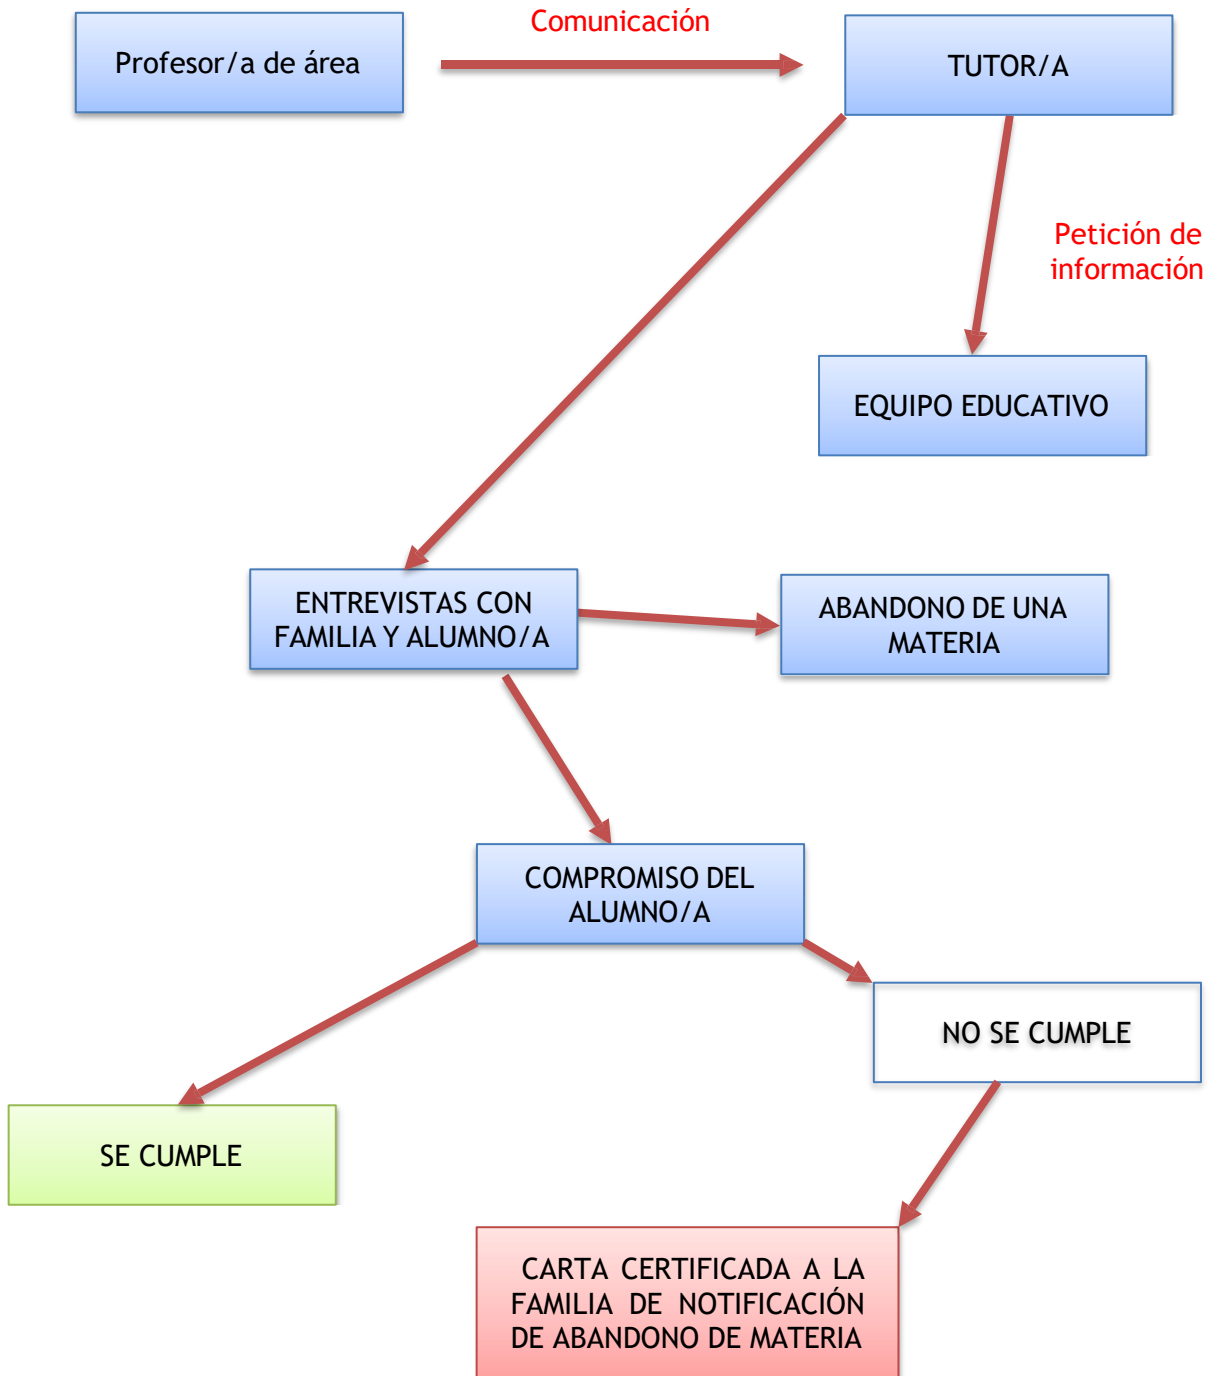 Comunicación
Profesor/a de área
TUTOR/A
Petición de
información
EQUIPO EDUCATIVO
ENTREVISTAS CON
FAMILIA Y ALUMNO/A
ABANDONO DE UNA
MATERIA
COMPROMISO DEL
ALUMNO/A
NO SE CUMPLE
SE CUMPLE
CARTA CERTIFICADA A LA
FAMILIA DE NOTIFICACIÓN
DE ABANDONO DE MATERIA